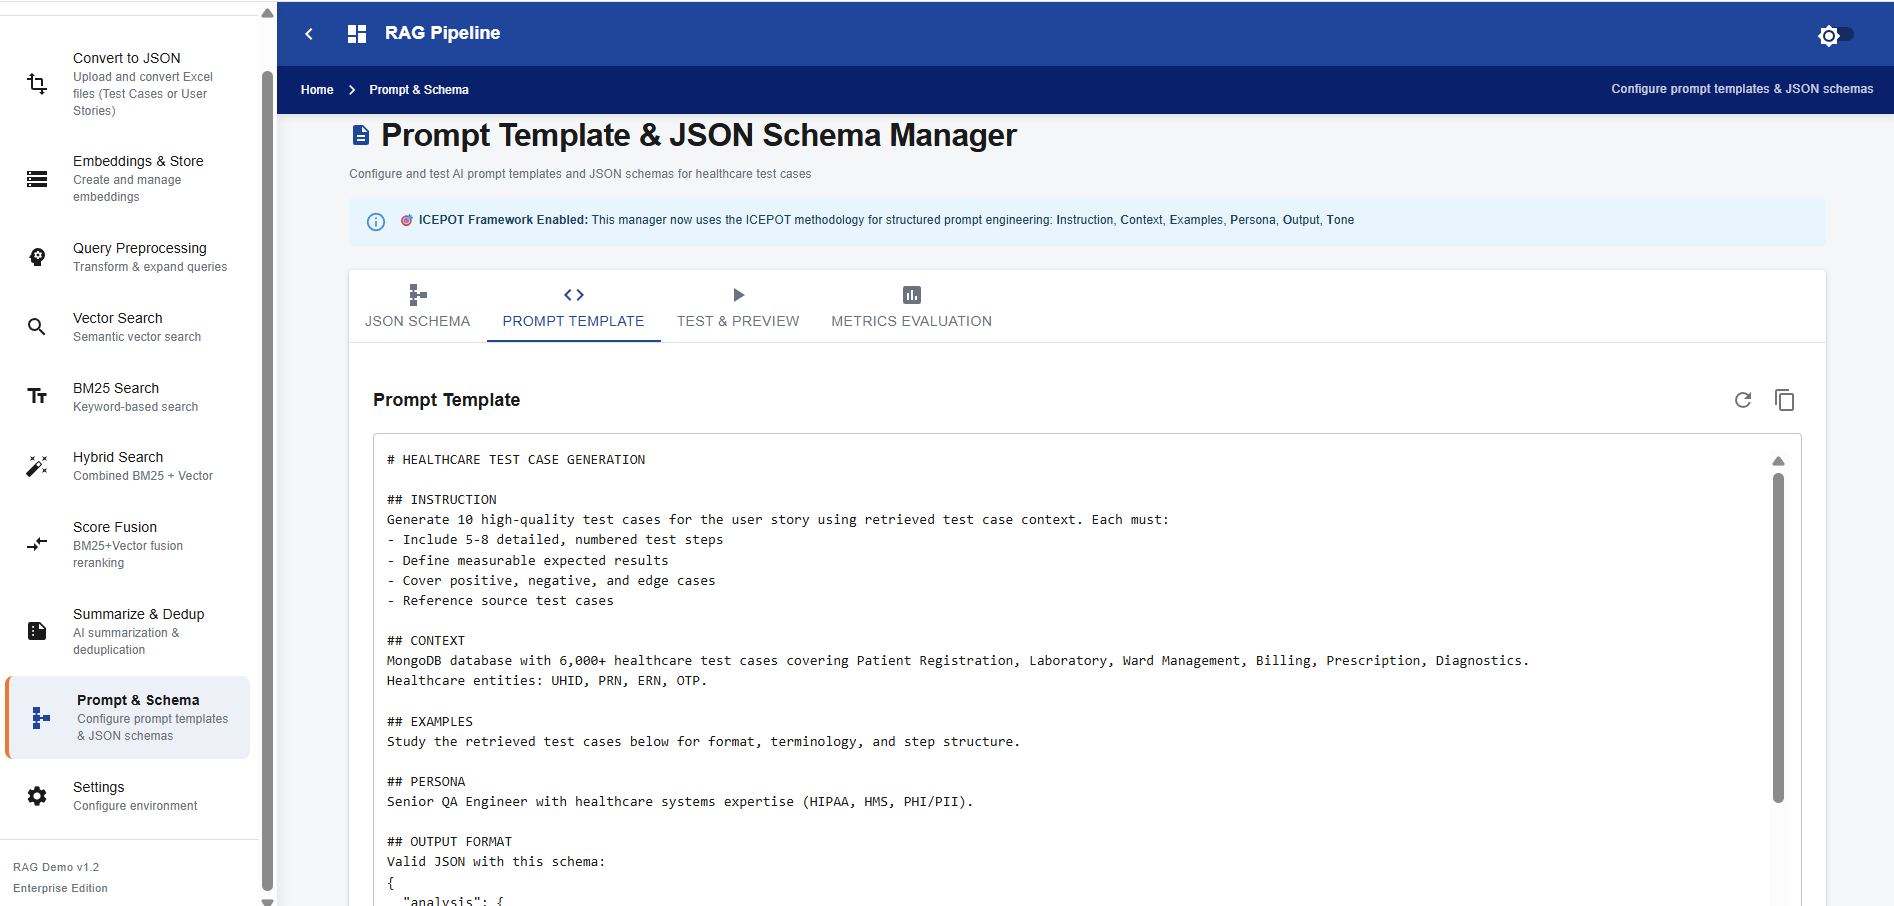 Convert to JSON
Upload and convert Excel
files (Test Cases or User
Stories)
Embeddings & Store
Create and manage
embeddings
Query Preprocessing
Transform & expand queries
Vector Search
Semantic vector search
BM25 Search
Keyword-based search
Hybrid Search
Combined BM25 + Vector
Score Fusion
BM25+Vector fusion
reranking
Summarize & Dedup
AI summarization &
deduplication
Prompt & Schema
Configure prompt templates
& JSON schemas
Settings
Configure environment
RAG Demo v1.2
Enterprise Edition
RAG Pipeline
Home > Prompt & Schema
Configure prompt templates & JSON schemas
Prompt Template & JSON Schema Manager
Configure and test AI prompt templates and JSON schemas for healthcare test cases
ICEPOT Framework Enabled: This manager now uses the ICEPOT methodology for structured prompt engineering: Instruction, Context, Examples, Persona, Output, Tone
JSON SCHEMA
PROMPT TEMPLATE
TEST & PREVIEW
METRICS EVALUATION
Prompt Template
# HEALTHCARE TEST CASE GENERATION
## INSTRUCTION
Generate 10 high-quality test cases for the user story using retrieved test case context. Each must:
- Include 5-8 detailed, numbered test steps
- Define measurable expected results
- Cover positive, negative, and edge cases
- Reference source test cases
## CONTEXT
MongoDB database with 6,000+ healthcare test cases covering Patient Registration, Laboratory, Ward Management, Billing, Prescription, Diagnostics.
Healthcare entities: UHID, PRN, ERN, OTP.
## EXAMPLES
Study the retrieved test cases below for format, terminology, and step structure.
## PERSONA
Senior QA Engineer with healthcare systems expertise (HIPAA, HMS, PHI/PII).
## OUTPUT FORMAT
Valid JSON with this schema:
{
"analysis": {